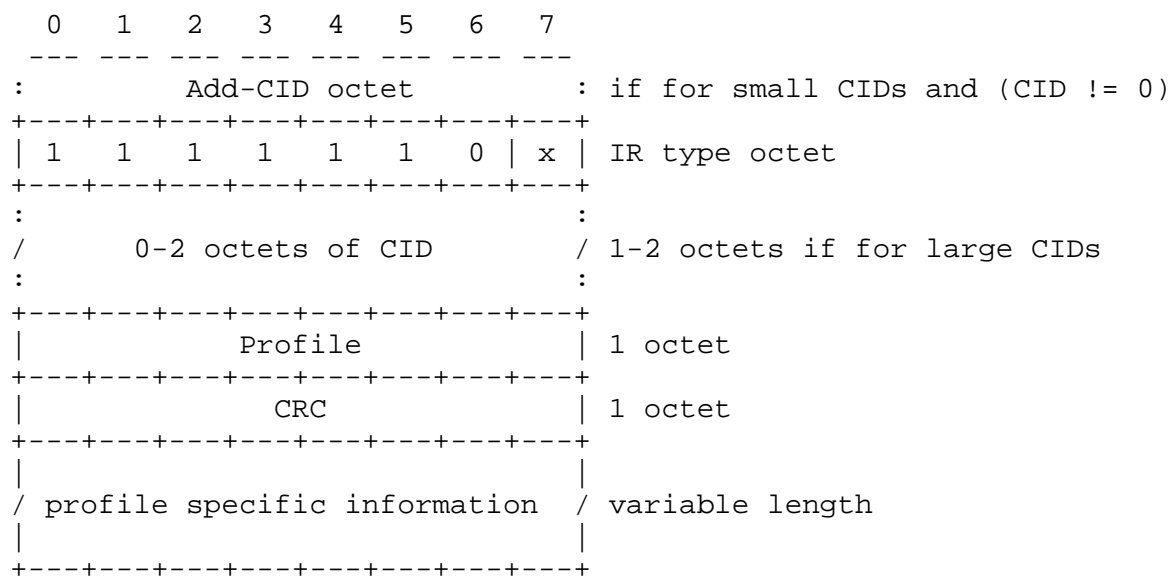 0   1   2   3   4   5   6   7
 --- --- --- --- --- --- --- ---
:         Add-CID octet         : if for small CIDs and (CID != 0)
+---+---+---+---+---+---+---+---+
| 1   1   1   1   1   1   0 | x | IR type octet
+---+---+---+---+---+---+---+---+
:                               :
/      0-2 octets of CID        / 1-2 octets if for large CIDs
:                               :
+---+---+---+---+---+---+---+---+
|            Profile            | 1 octet
+---+---+---+---+---+---+---+---+
|              CRC              | 1 octet
+---+---+---+---+---+---+---+---+
|                               |
/ profile specific information  / variable length
|                               |
+---+---+---+---+---+---+---+---+